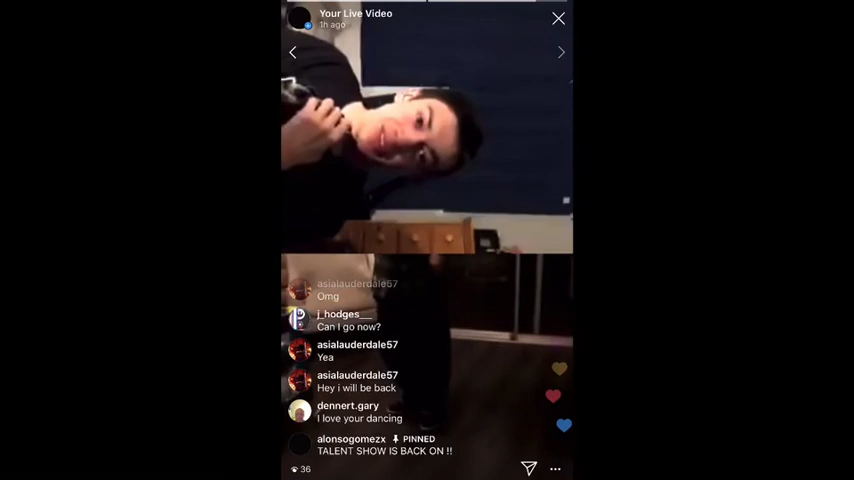 Your Live Video
1h ago
asialauderdale57
Omg
j_hodges___
Can I go now?
asialauderdale57
Yea
asialauderdale57
Hey i will be back
dennert.gary
I love your dancing
alonsogomezx PINNED
TALENT SHOW IS BACK ON !!
36